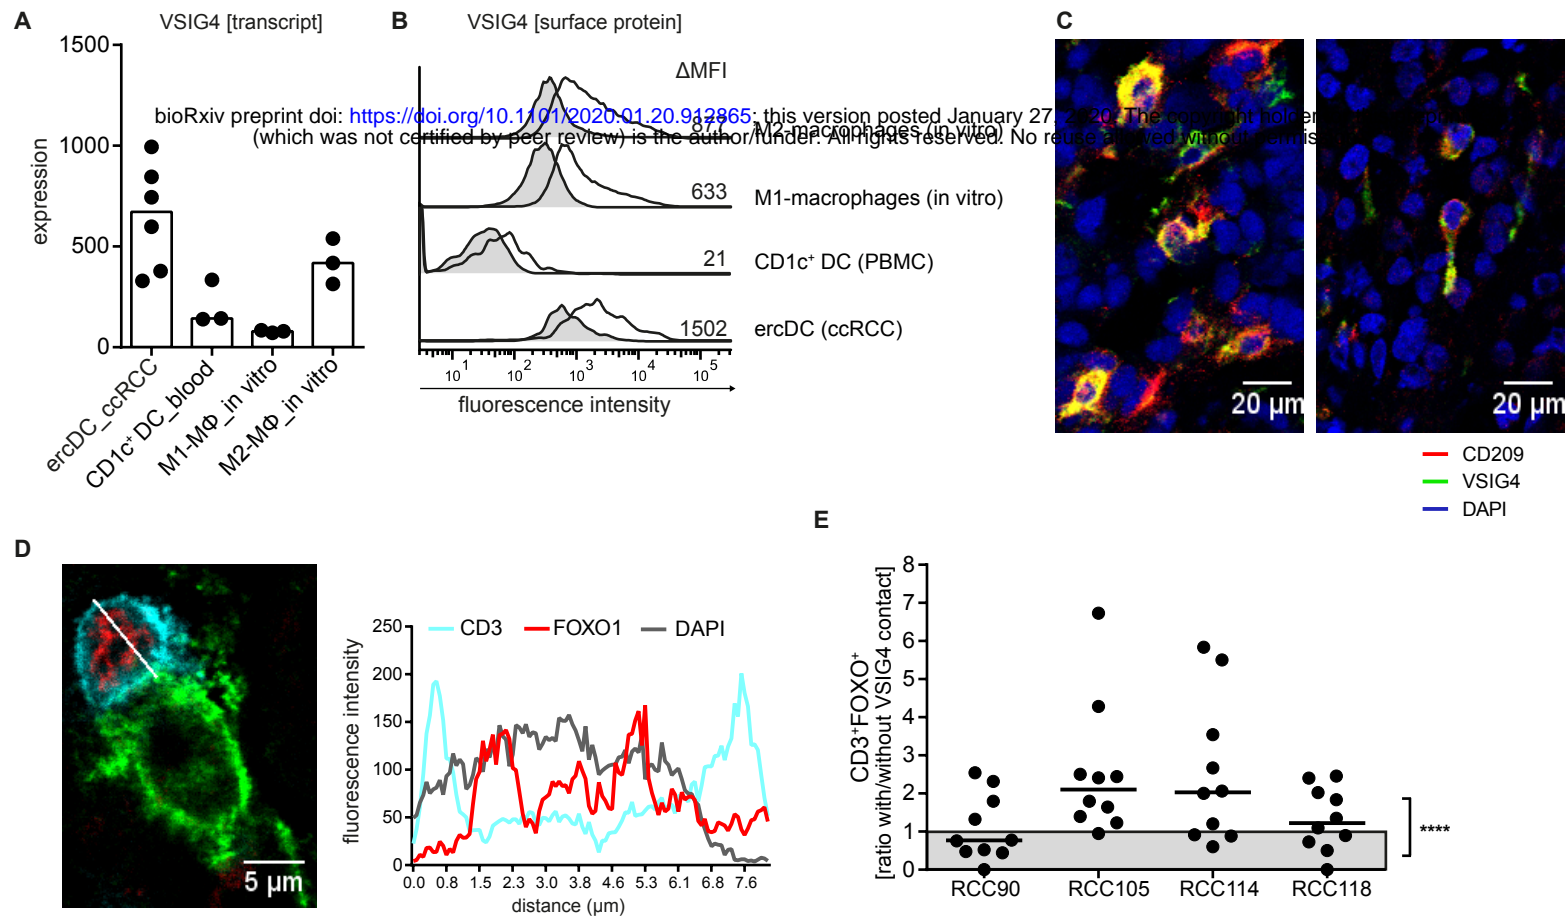 A
VSIG4 [transcript]
1500
1000
500
0
expression
ercDC_ccRCC
CD1c⁺ DC_blood
M1-MΦ_in vitro
M2-MΦ_in vitro
B
VSIG4 [surface protein]
ΔMFI
877
M2-macrophages (in vitro)
633
M1-macrophages (in vitro)
21
CD1c⁺ DC (PBMC)
1502
ercDC (ccRCC)
10¹ 10² 10³ 10⁴ 10⁵
fluorescence intensity
bioRxiv preprint doi: https://doi.org/10.1101/2020.01.20.912865; this version posted January 27, 2020. The copyright holder
(which was not certified by peer review) is the author/funder. All rights reserved. No reuse allowed without permis
C
20 µm
20 µm
CD209
VSIG4
DAPI
D
5 µm
CD3 FOXO1 DAPI
250
200
150
100
50
0
fluorescence intensity
0.0 0.8 1.5 2.3 3.0 3.8 4.6 5.3 6.1 6.8 7.6
distance (µm)
E
8
7
6
5
4
3
2
1
0
CD3⁺FOXO⁺
[ratio with/without VSIG4 contact]
RCC90 RCC105 RCC114 RCC118
****